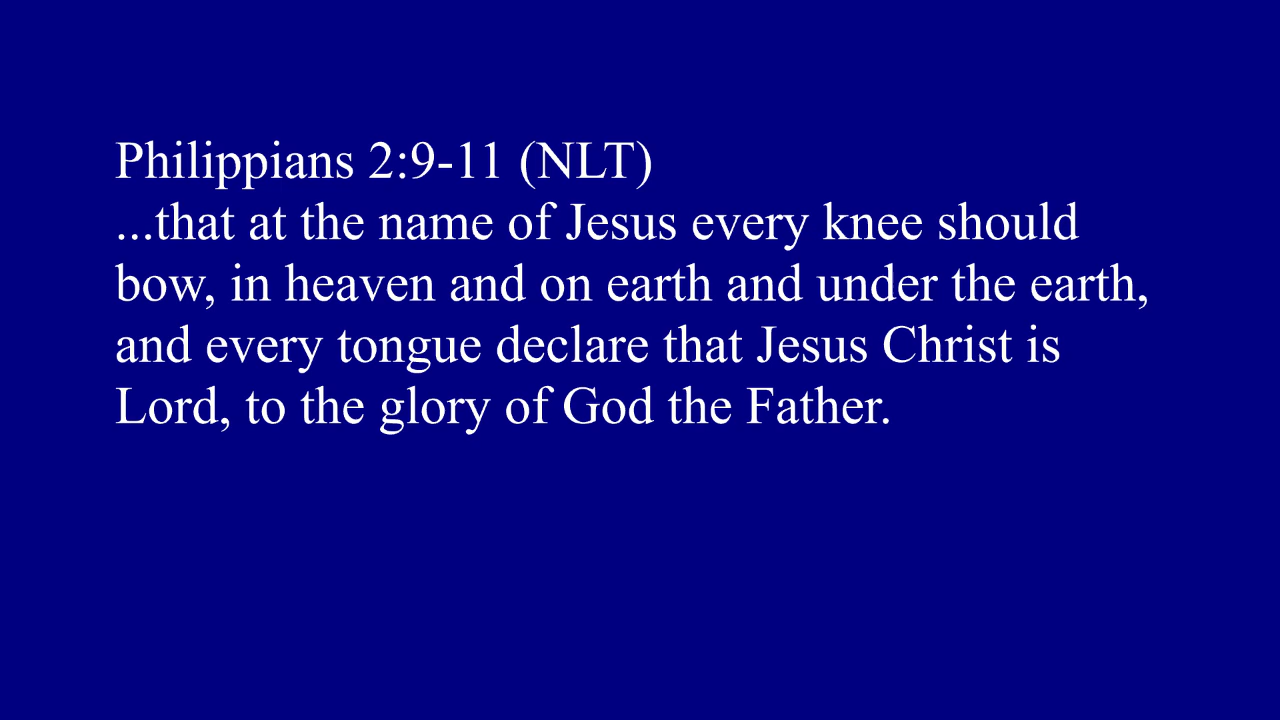 Philippians 2:9-11 (NLT)
...that at the name of Jesus every knee should
bow, in heaven and on earth and under the earth,
and every tongue declare that Jesus Christ is
Lord, to the glory of God the Father.